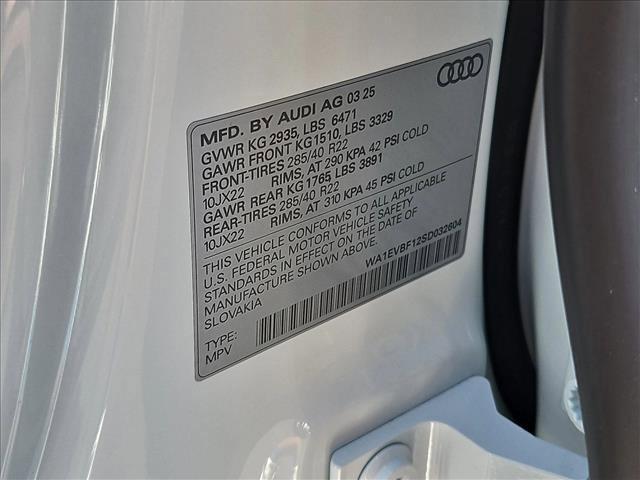 MFD. BY AUDI AG 03 25
GVWR KG 2935, LBS 6471
GAWR FRONT KG1510, LBS 3329
FRONT-TIRES 285/40 R22
10JX22 RIMS, AT 290 KPA 42 PSI COLD
GAWR REAR KG 1765 LBS 3891
REAR-TIRES 285/40 R22
10JX22 RIMS, AT 310 KPA 45 PSI COLD
THIS VEHICLE CONFORMS TO ALL APPLICABLE
U.S. FEDERAL MOTOR VEHICLE SAFETY
STANDARDS IN EFFECT ON THE DATE OF
MANUFACTURE SHOWN ABOVE.
SLOVAKIA
WA1EVBF12SD032604
TYPE:
MPV